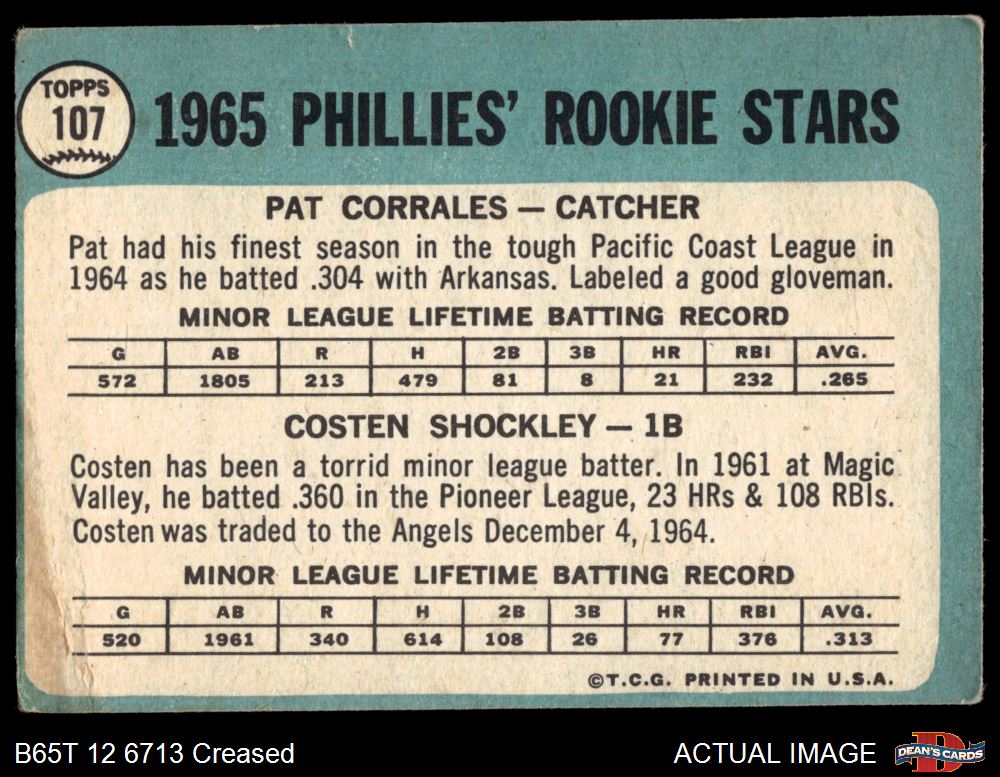 TOPPS
107
1965 PHILLIES' ROOKIE STARS
PAT CORRALES — CATCHER
Pat had his finest season in the tough Pacific Coast League in
1964 as he batted .304 with Arkansas. Labeled a good gloveman.
MINOR LEAGUE LIFETIME BATTING RECORD
G AB R H 2B 3B HR RBI AVG.
572 1805 213 479 81 8 21 232 .265
COSTEN SHOCKLEY — 1B
Costen has been a torrid minor league batter. In 1961 at Magic
Valley, he batted .360 in the Pioneer League, 23 HRs & 108 RBIs.
Costen was traded to the Angels December 4, 1964.
MINOR LEAGUE LIFETIME BATTING RECORD
G AB R H 2B 3B HR RBI AVG.
520 1961 340 614 108 26 77 376 .313
©T.C.G. PRINTED IN U.S.A.
B65T 12 6713 Creased
ACTUAL IMAGE
DEAN'S CARDS